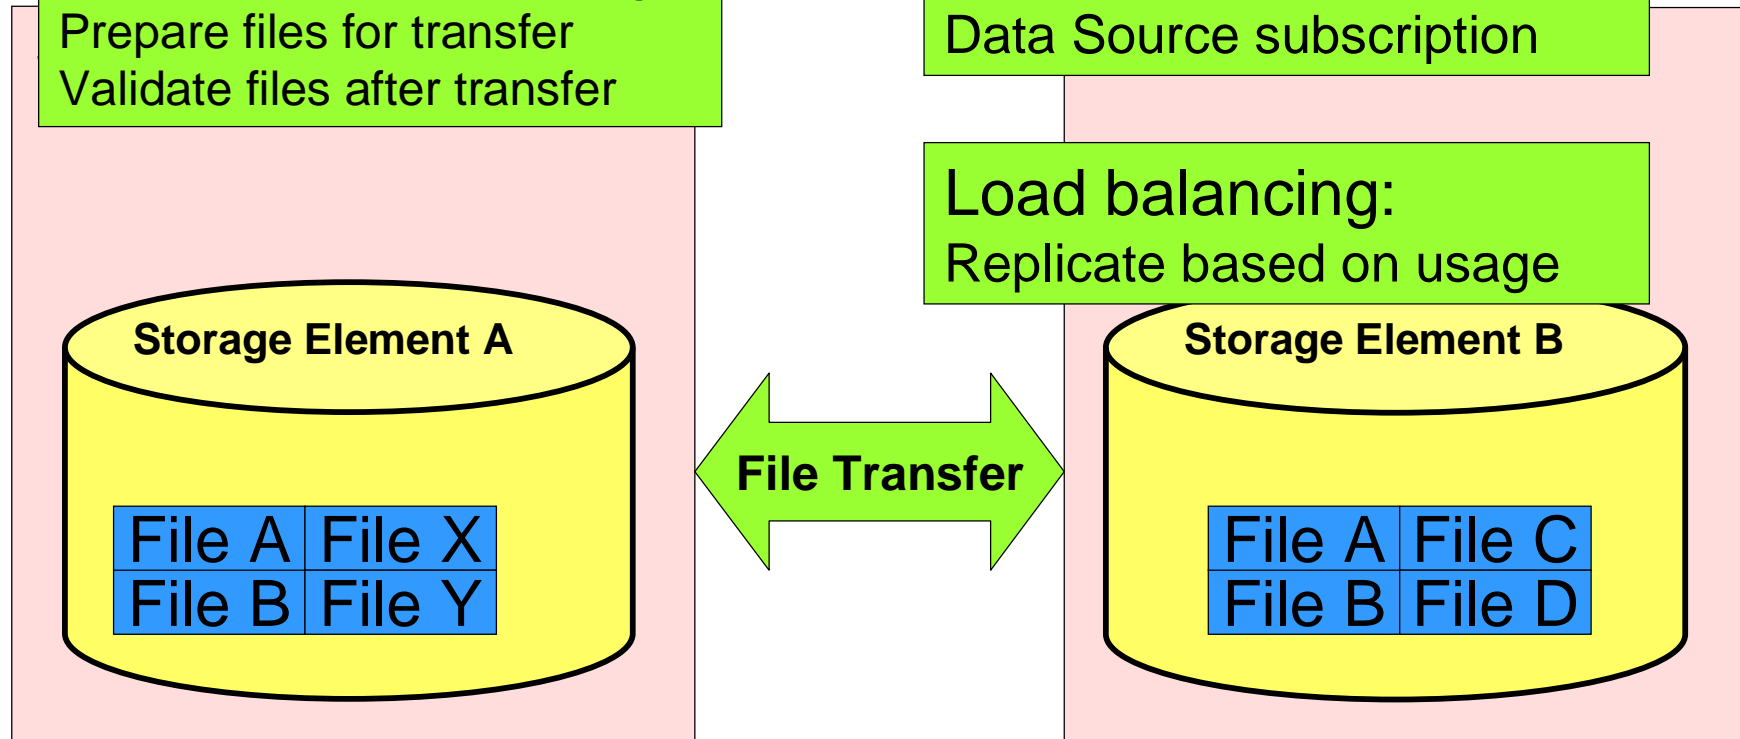 Prepare files for transfer
Validate files after transfer
Data Source subscription
Load balancing:
Replicate based on usage
Storage Element A
Storage Element B
File Transfer
File A File X
File B File Y
File A File C
File B File D